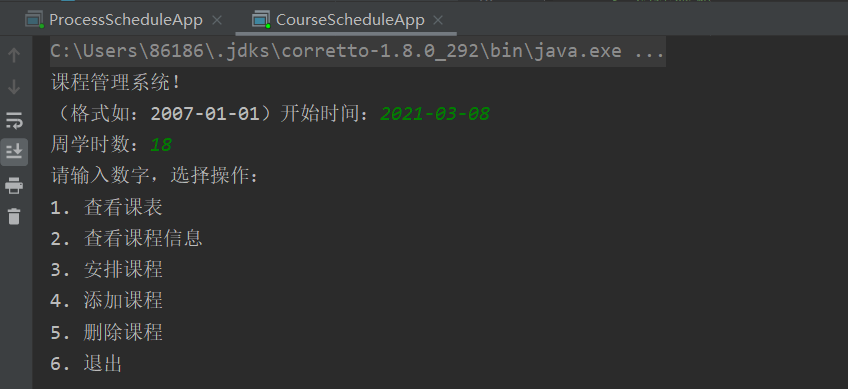 ProcessScheduleApp × CourseScheduleApp ×
C:\Users\86186\.jdks\corretto-1.8.0_292\bin\java.exe ...
课程管理系统!
（格式如：2007-01-01）开始时间：2021-03-08
周学时数：18
请输入数字，选择操作：
1. 查看课表
2. 查看课程信息
3. 安排课程
4. 添加课程
5. 删除课程
6. 退出